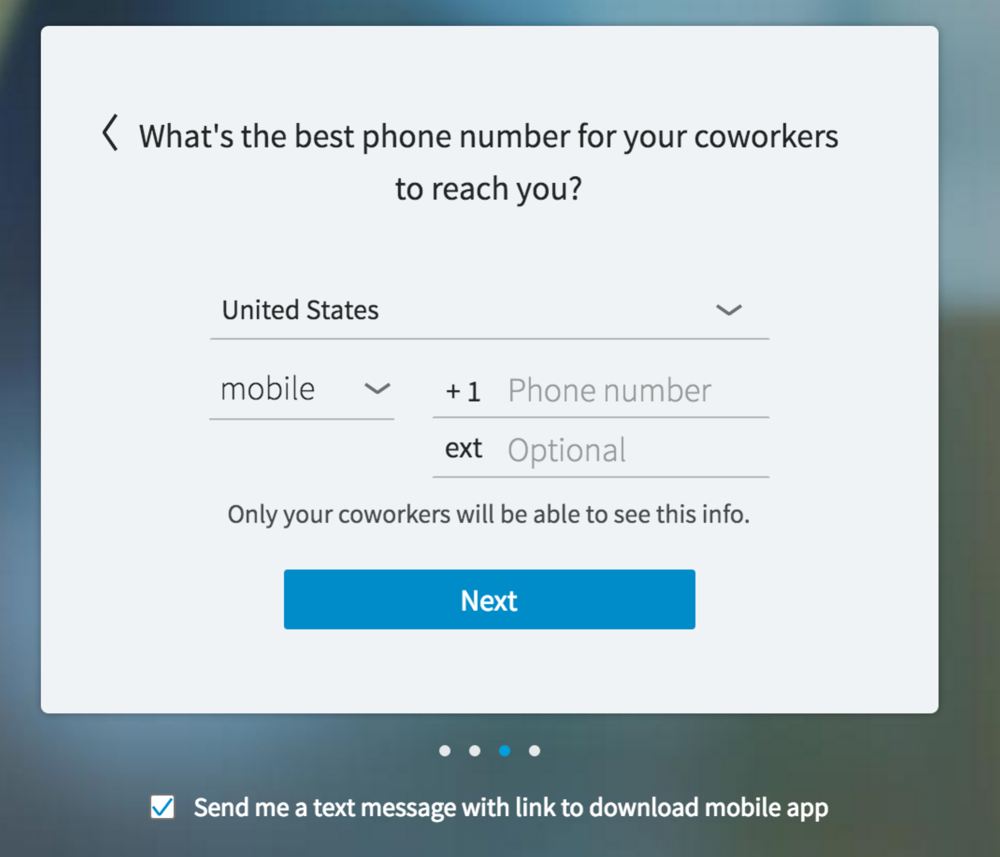 What's the best phone number for your coworkers
to reach you?
United States
mobile
+ 1 Phone number
ext Optional
Only your coworkers will be able to see this info.
Next
Send me a text message with link to download mobile app